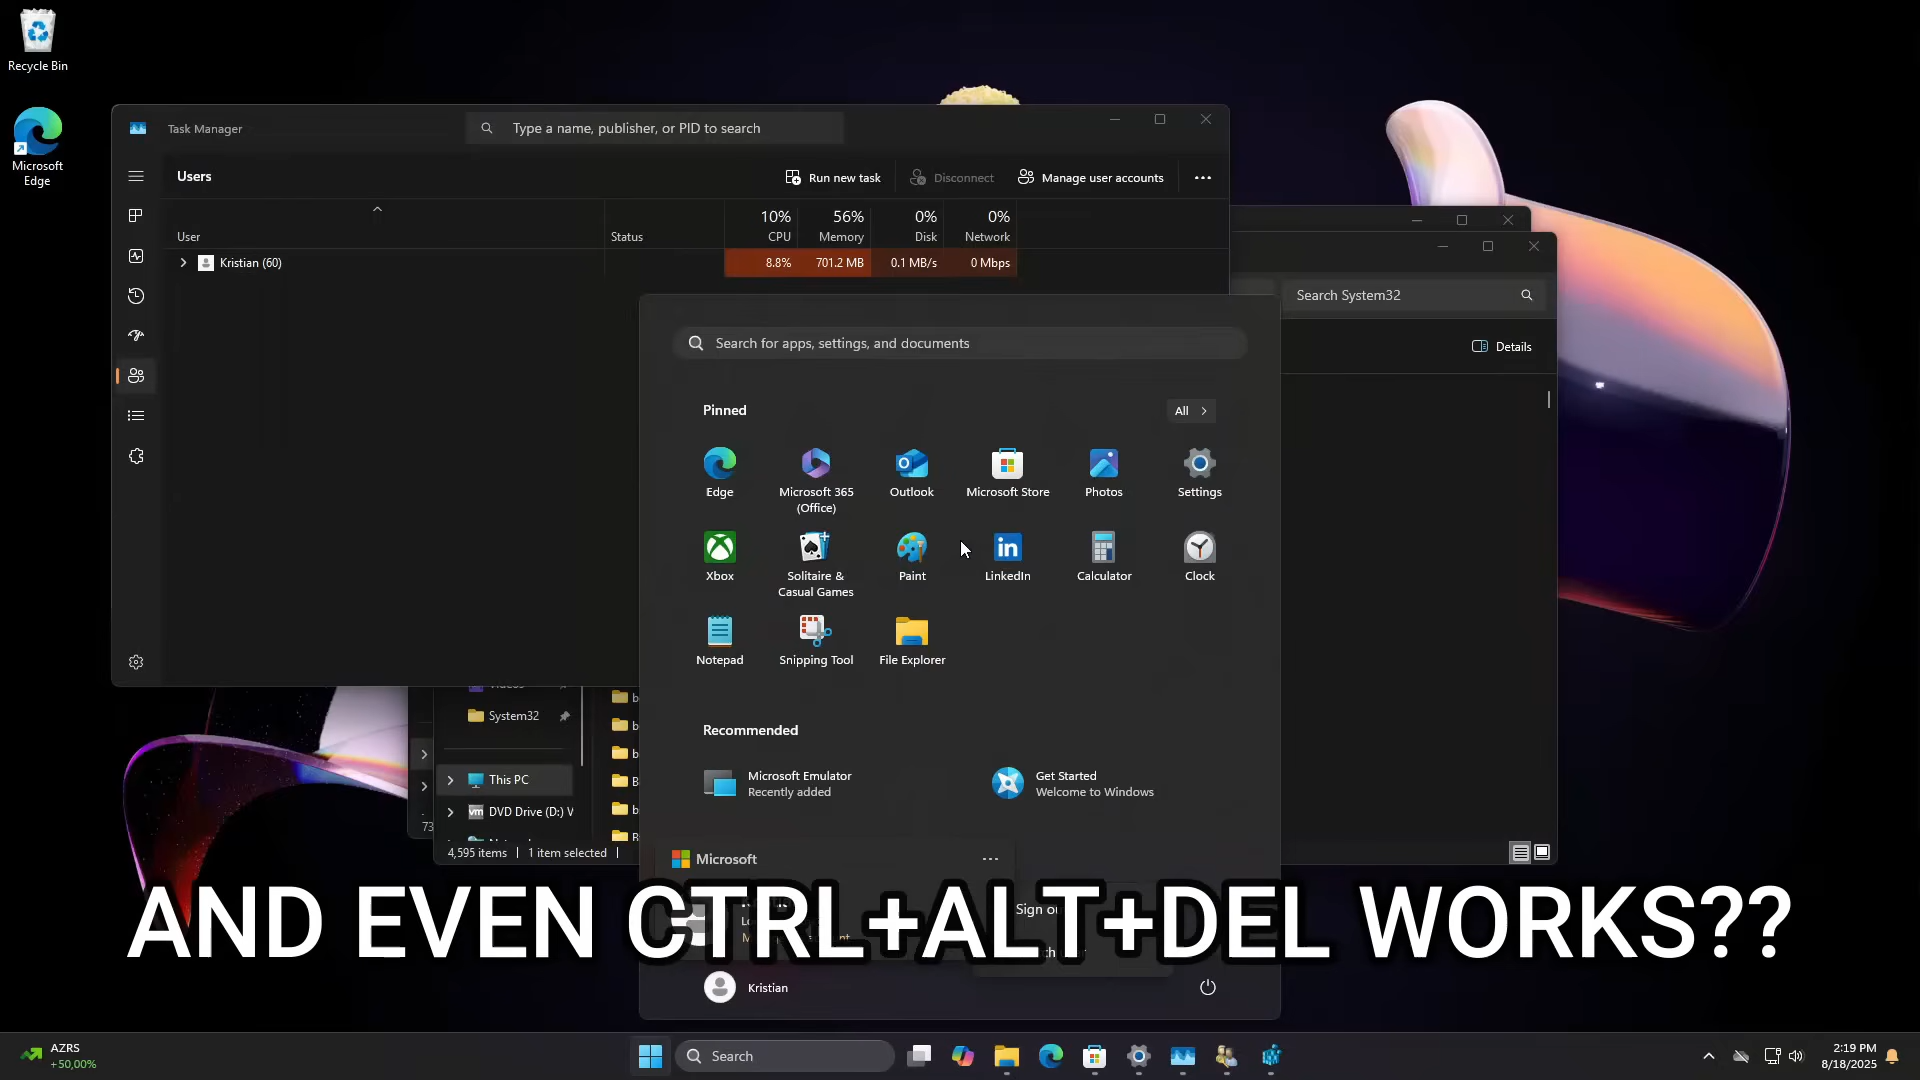 Recycle Bin
Microsoft
Edge
Task Manager
Type a name, publisher, or PID to search
Users
Run new task
Disconnect
Manage user accounts
10%
56%
0%
0%
User
Status
CPU
Memory
Disk
Network
Kristian (60)
8.8%
701.2 MB
0.1 MB/s
0 Mbps
Search System32
Details
Search for apps, settings, and documents
Pinned
All
Edge
Microsoft 365
(Office)
Outlook
Microsoft Store
Photos
Settings
Xbox
Solitaire &
Casual Games
Paint
LinkedIn
Calculator
Clock
Notepad
Snipping Tool
File Explorer
System32
This PC
DVD Drive (D:) V
4,595 items
1 item selected
73
Recommended
Microsoft Emulator
Recently added
Get Started
Welcome to Windows
Microsoft
Sign ou
AND EVEN CTRL+ALT+DEL WORKS??
Kristian
AZRS
+50,00%
Search
2:19 PM
8/18/2025